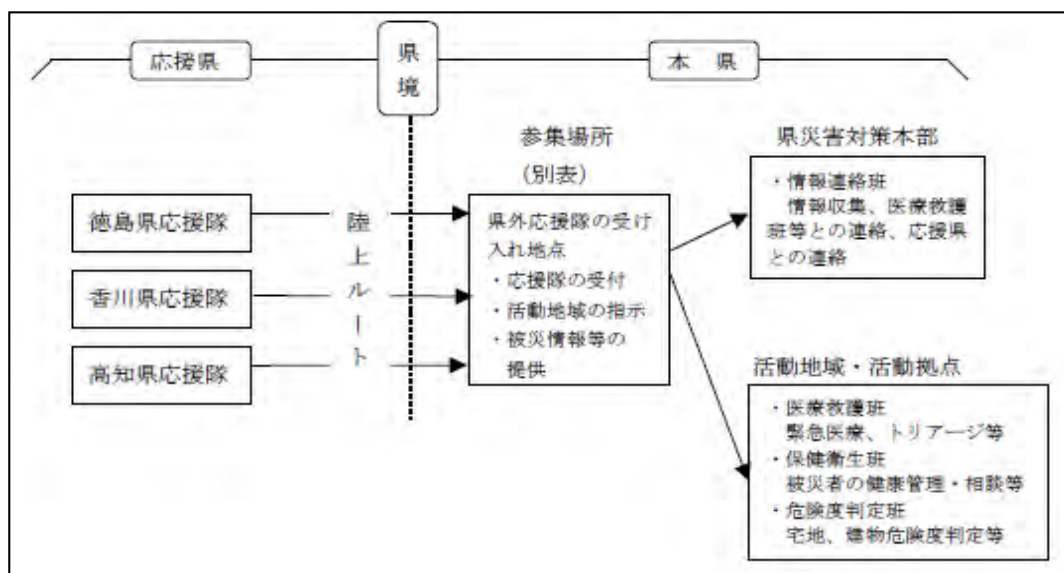 応援県
県境
本 県
徳島県応援隊
香川県応援隊
高知県応援隊
陸上ルート
参集場所
(別表)
県外応援隊の受け
入れ地点
・応援隊の受付
・活動地域の指示
・被災情報等の
提供
県災害対策本部
・情報連絡班
情報収集、医療救護
班等との連絡、応援県
との連絡
活動地域・活動拠点
・医療救護班
緊急医療、トリアージ等
・保健衛生班
被災者の健康管理・相談等
・危険度判定班
宅地、建物危険度判定等